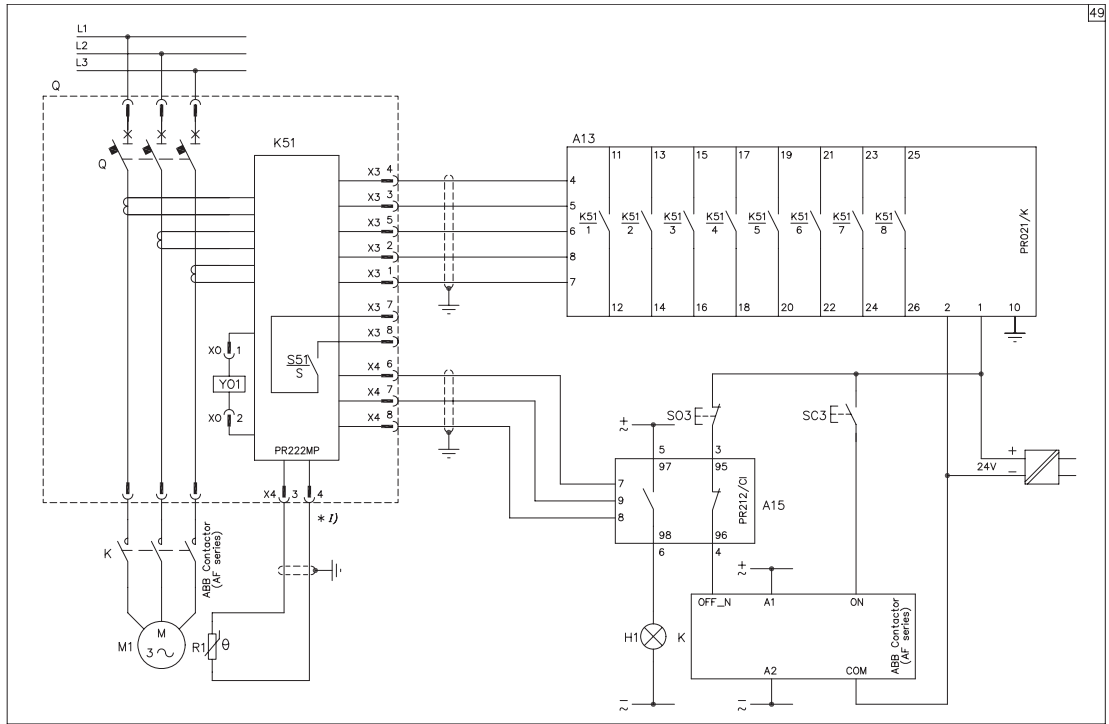 49
L1
L2
L3
Q
Q
K51
X3 4
X3 3
X3 5
X3 2
X3 1
X3 7
X3 8
X4 6
X4 7
X4 8
S51
S
X0 1
Y01
X0 2
PR222MP
X4 3 4
* 1)
A13
4
5
6
8
7
11 13 15 17 19 21 23 25
K51 K51 K51 K51 K51 K51 K51 K51
1 2 3 4 5 6 7 8
12 14 16 18 20 22 24 26 2 1 10
PR021/K
SO3
SC3
+
~
5 3
97 95
7
9
8
98 96
6 4
PR212/CI
A15
24V
+
−
K
ABB Contactor
(AF series)
M1
M
3 ~
R1
θ
H1
−
~
+
~
K
OFF_N A1 ON
A2 COM
ABB Contactor
(AF series)
−
~